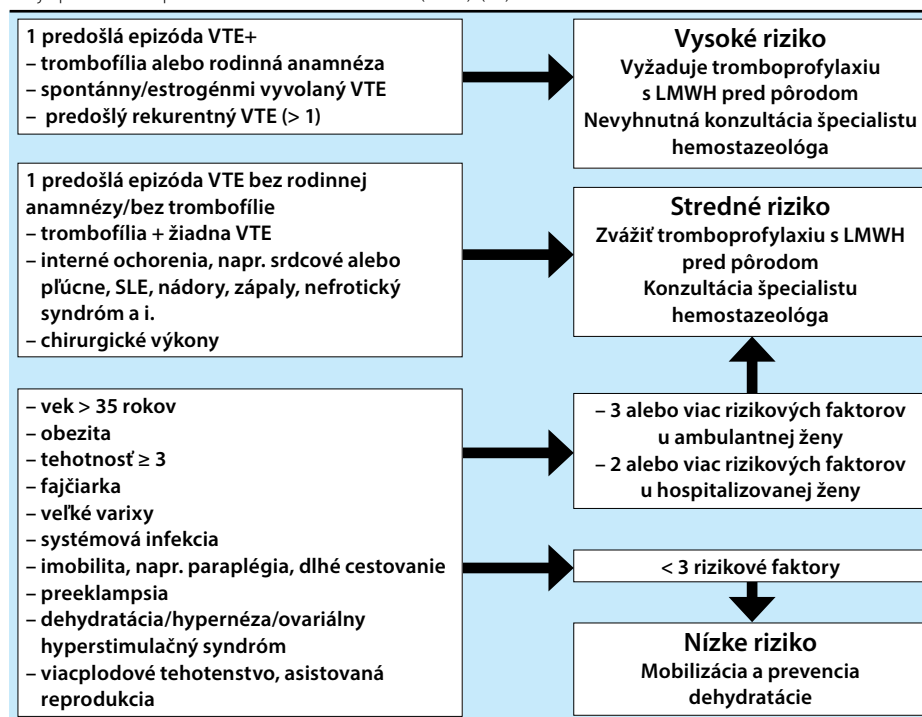 1 predošlá epizóda VTE+
– trombofília alebo rodinná anamnéza
– spontánny/estrogénmi vyvolaný VTE
– predošlý rekurentný VTE (> 1)
Vysoké riziko
Vyžaduje tromboprofylaxiu
s LMWH pred pôrodom
Nevyhnutná konzultácia špecialistu
hemostazeológa
1 predošlá epizóda VTE bez rodinnej
anamnézy/bez trombofílie
– trombofília + žiadna VTE
– interné ochorenia, napr. srdcové alebo
pľúcne, SLE, nádory, zápaly, nefrotický
syndróm a i.
– chirurgické výkony
Stredné riziko
Zvážiť tromboprofylaxiu s LMWH
pred pôrodom
Konzultácia špecialistu
hemostazeológa
– vek > 35 rokov
– obezita
– tehotnosť ≥ 3
– fajčiarka
– veľké varixy
– systémová infekcia
– imobilita, napr. paraplégia, dlhé cestovanie
– preeklampsia
– dehydratácia/hypernéza/ovariálny
hyperstimulačný syndróm
– viacplodové tehotenstvo, asistovaná
reprodukcia
– 3 alebo viac rizikových faktorov
u ambulantnej ženy
– 2 alebo viac rizikových faktorov
u hospitalizovanej ženy
< 3 rizikové faktory
Nízke riziko
Mobilizácia a prevencia
dehydratácie